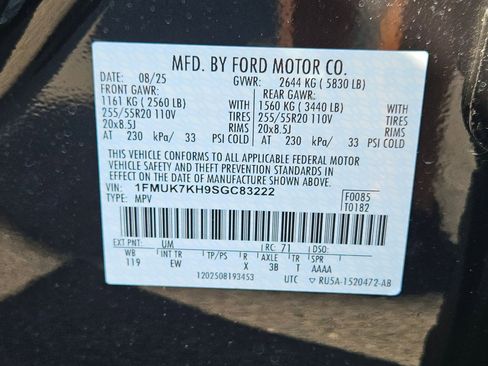 MFD. BY FORD MOTOR CO.
DATE: 08/25 GVWR: 2644 KG ( 5830 LB)
FRONT GAWR: REAR GAWR:
1161 KG ( 2560 LB) 1560 KG ( 3440 LB)
255/55R20 110V 255/55R20 110V
20x8.5J RIMS 20x8.5J RIMS
AT 230 kPa/ 33 PSI COLD AT 230 kPa/ 33 PSI COLD
THIS VEHICLE CONFORMS TO ALL APPLICABLE FEDERAL MOTOR
VEHICLE SAFETY AND THEFT PREVENTION STANDARDS IN
EFFECT ON THE DATE OF MANUFACTURE SHOWN ABOVE.
VIN: 1FMUK7KH9SGC83222 F0085
TYPE: MPV T0182
EXT PNT: UM RC: 71 DSO:
WB INT TR TP/PS R AXLE TR SPR
119 EW X 3B T AAAA
1202508193453 UTC ▽ RU5A-1520472-AB